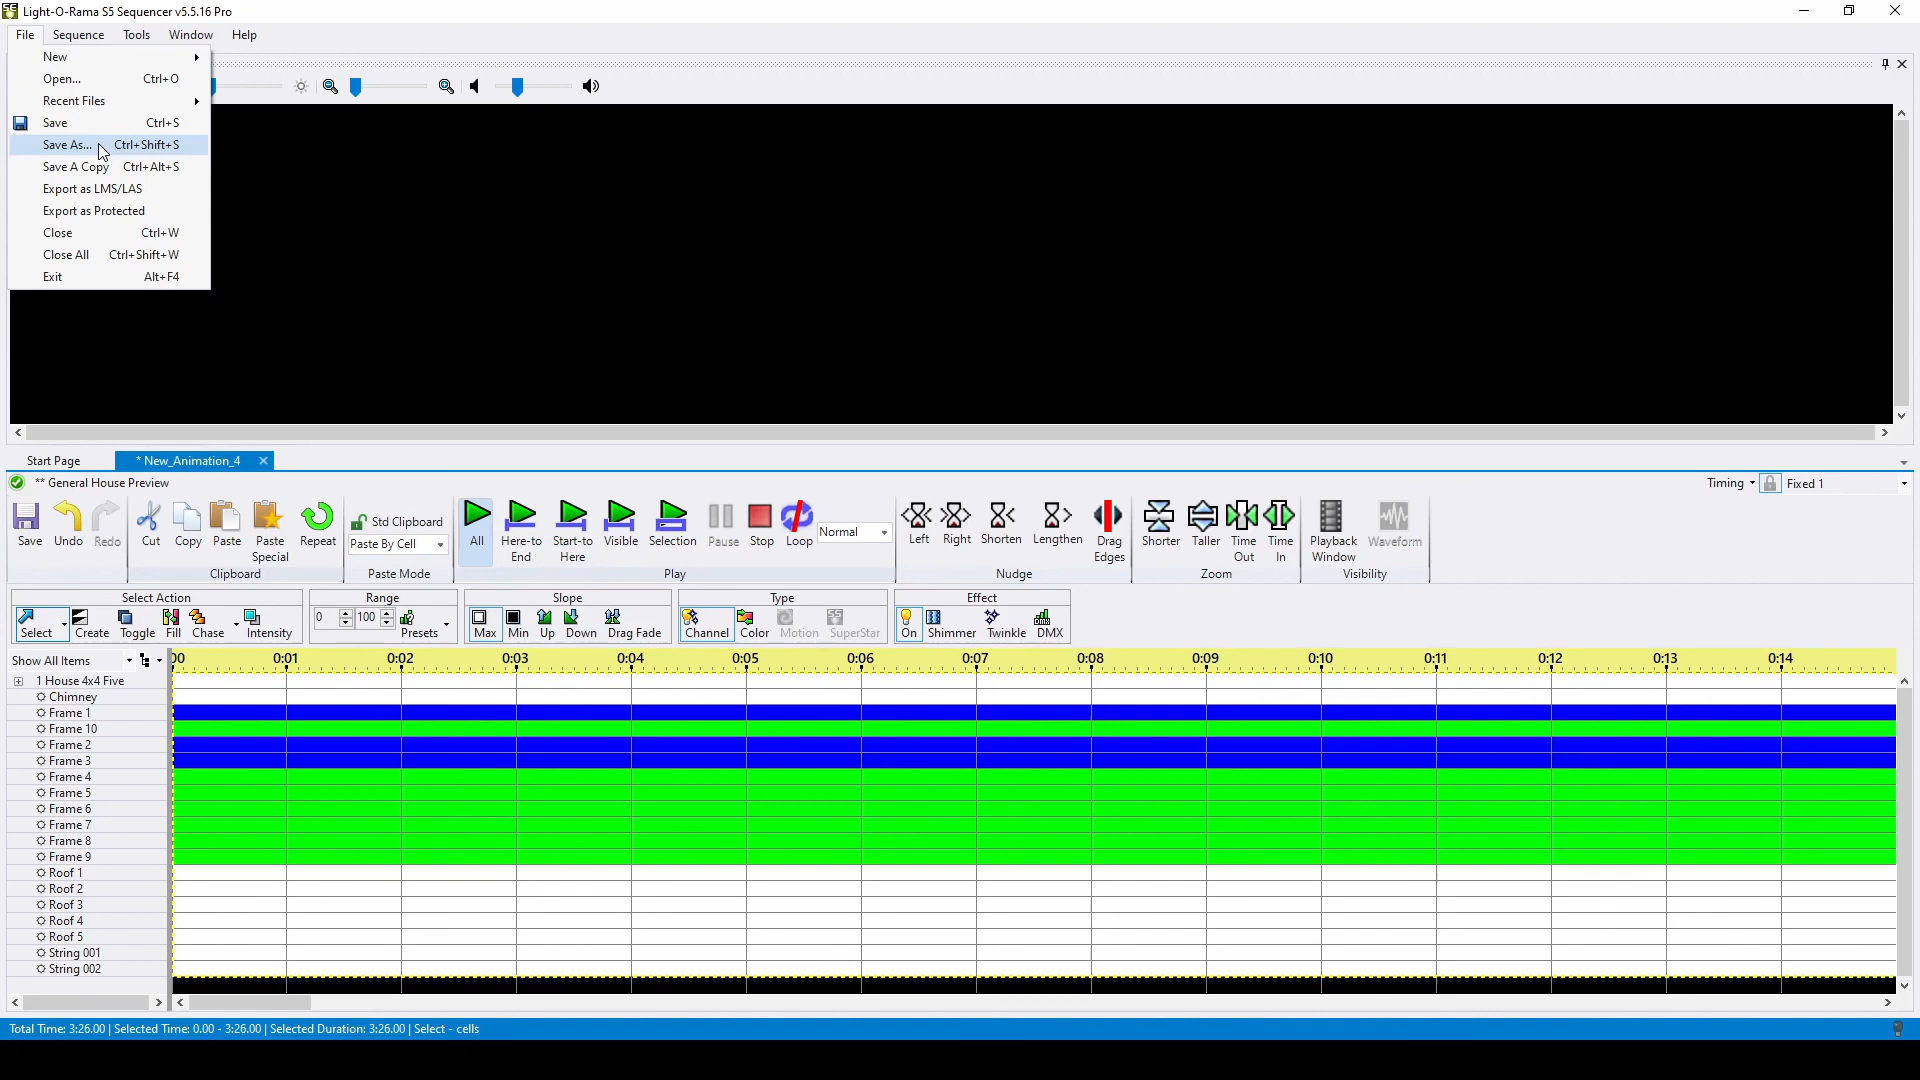 Light-O-Rama S5 Sequencer v5.5.16 Pro
File Sequence Tools Window Help
New
Open... Ctrl+O
Recent Files
Save Ctrl+S
Save As... Ctrl+Shift+S
Save A Copy Ctrl+Alt+S
Export as LMS/LAS
Export as Protected
Close Ctrl+W
Close All Ctrl+Shift+W
Exit Alt+F4
Start Page * New_Animation_4
** General House Preview Timing Fixed 1
Save Undo Redo Cut Copy Paste Paste Special Repeat Std Clipboard Paste By Cell All Here-to End Start-to Here Visible Selection Pause Stop Loop Normal Left Right Shorten Lengthen Drag Edges Shorter Taller Time Out Time In Playback Window Waveform
Clipboard Paste Mode Play Nudge Zoom Visibility
Select Action Range Slope Type Effect
0 100
Select Create Toggle Fill Chase Intensity Presets Max Min Up Down Drag Fade Channel Color Motion SuperStar On Shimmer Twinkle DMX
Show All Items 00 0:01 0:02 0:03 0:04 0:05 0:06 0:07 0:08 0:09 0:10 0:11 0:12 0:13 0:14
1 House 4x4 Five
Chimney
Frame 1
Frame 10
Frame 2
Frame 3
Frame 4
Frame 5
Frame 6
Frame 7
Frame 8
Frame 9
Roof 1
Roof 2
Roof 3
Roof 4
Roof 5
String 001
String 002
Total Time: 3:26.00 | Selected Time: 0.00 - 3:26.00 | Selected Duration: 3:26.00 | Select - cells